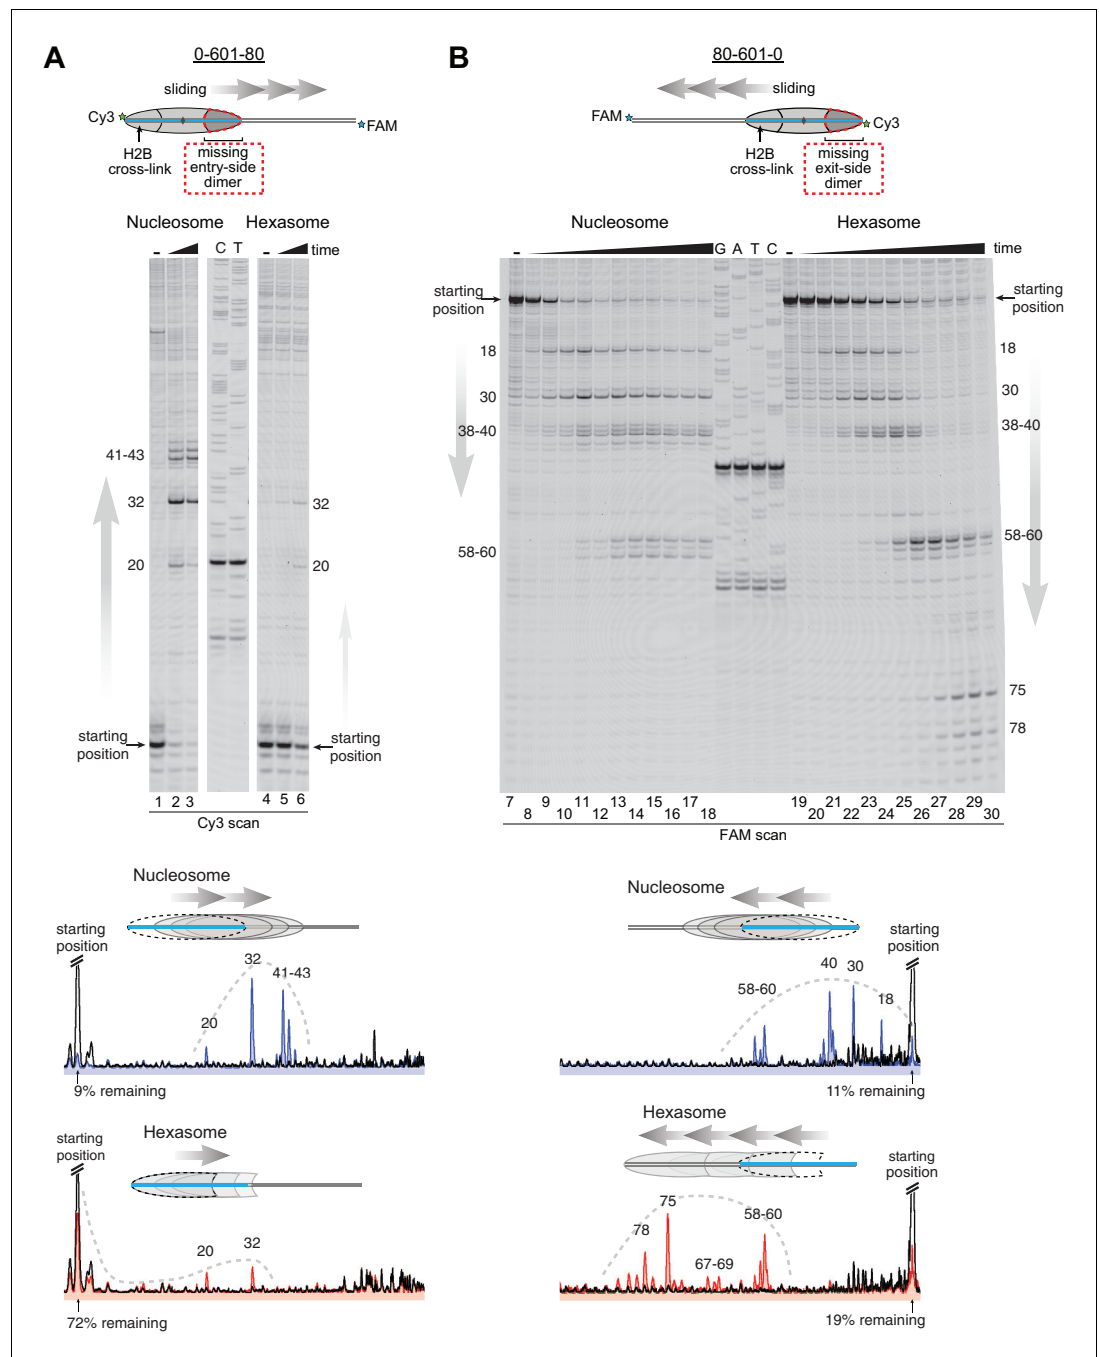 A
0-601-80
sliding
Cy3
FAM
H2B
cross-link
missing
entry-side
dimer
Nucleosome
Hexasome
-
C T
-
time
41-43
32
20
32
20
starting
position
starting
position
1 2 3 4 5 6
Cy3 scan
B
80-601-0
sliding
FAM
Cy3
H2B
cross-link
missing
exit-side
dimer
Nucleosome
Hexasome
-
G A T C
-
time
starting
position
starting
position
18
30
38-40
58-60
18
30
38-40
58-60
75
78
7 9 11 13 15 17 19 21 23 25 27 29
8 10 12 14 16 18 20 22 24 26 28 30
FAM scan
Nucleosome
starting
position
20
32
41-43
9% remaining
Hexasome
starting
position
20
32
72% remaining
Nucleosome
starting
position
58-60
40
30
18
11% remaining
Hexasome
starting
position
78
75
67-69
58-60
19% remaining